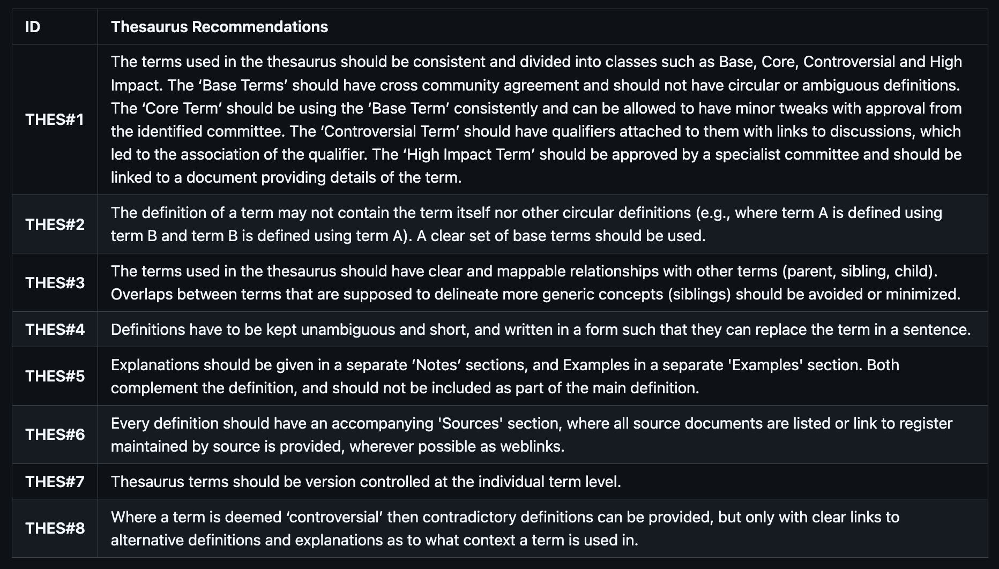 ID
Thesaurus Recommendations
THES#1
The terms used in the thesaurus should be consistent and divided into classes such as Base, Core, Controversial and High
Impact. The ‘Base Terms’ should have cross community agreement and should not have circular or ambiguous definitions.
The ‘Core Term’ should be using the ‘Base Term’ consistently and can be allowed to have minor tweaks with approval from
the identified committee. The ‘Controversial Term’ should have qualifiers attached to them with links to discussions, which
led to the association of the qualifier. The ‘High Impact Term’ should be approved by a specialist committee and should be
linked to a document providing details of the term.
THES#2
The definition of a term may not contain the term itself nor other circular definitions (e.g., where term A is defined using
term B and term B is defined using term A). A clear set of base terms should be used.
THES#3
The terms used in the thesaurus should have clear and mappable relationships with other terms (parent, sibling, child).
Overlaps between terms that are supposed to delineate more generic concepts (siblings) should be avoided or minimized.
THES#4
Definitions have to be kept unambiguous and short, and written in a form such that they can replace the term in a sentence.
THES#5
Explanations should be given in a separate ‘Notes’ sections, and Examples in a separate 'Examples' section. Both
complement the definition, and should not be included as part of the main definition.
THES#6
Every definition should have an accompanying 'Sources' section, where all source documents are listed or link to register
maintained by source is provided, wherever possible as weblinks.
THES#7
Thesaurus terms should be version controlled at the individual term level.
THES#8
Where a term is deemed ‘controversial’ then contradictory definitions can be provided, but only with clear links to
alternative definitions and explanations as to what context a term is used in.